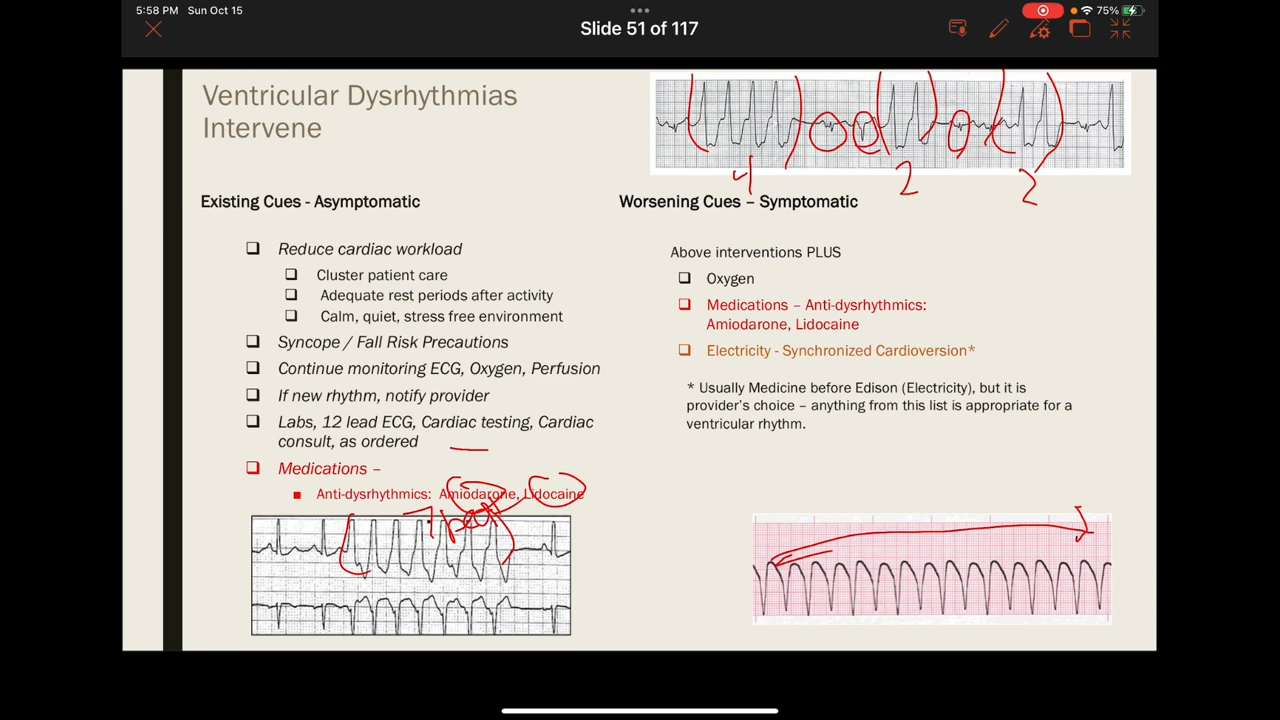 5:58 PM Sun Oct 15
75%
Slide 51 of 117
Ventricular Dysrhythmias
Intervene
4
2
2
Existing Cues - Asymptomatic
Reduce cardiac workload
Cluster patient care
Adequate rest periods after activity
Calm, quiet, stress free environment
Syncope / Fall Risk Precautions
Continue monitoring ECG, Oxygen, Perfusion
If new rhythm, notify provider
Labs, 12 lead ECG, Cardiac testing, Cardiac
consult, as ordered
Medications –
Anti-dysrhythmics: Amiodarone, Lidocaine
7 beat
Worsening Cues – Symptomatic
Above interventions PLUS
Oxygen
Medications – Anti-dysrhythmics:
Amiodarone, Lidocaine
Electricity - Synchronized Cardioversion*
* Usually Medicine before Edison (Electricity), but it is
provider's choice – anything from this list is appropriate for a
ventricular rhythm.